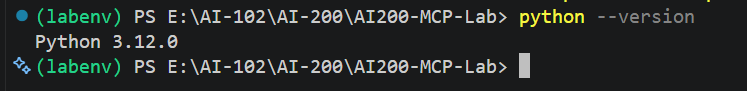 (labenv) PS E:\AI-102\AI-200\AI200-MCP-Lab> python --version
Python 3.12.0
(labenv) PS E:\AI-102\AI-200\AI200-MCP-Lab>